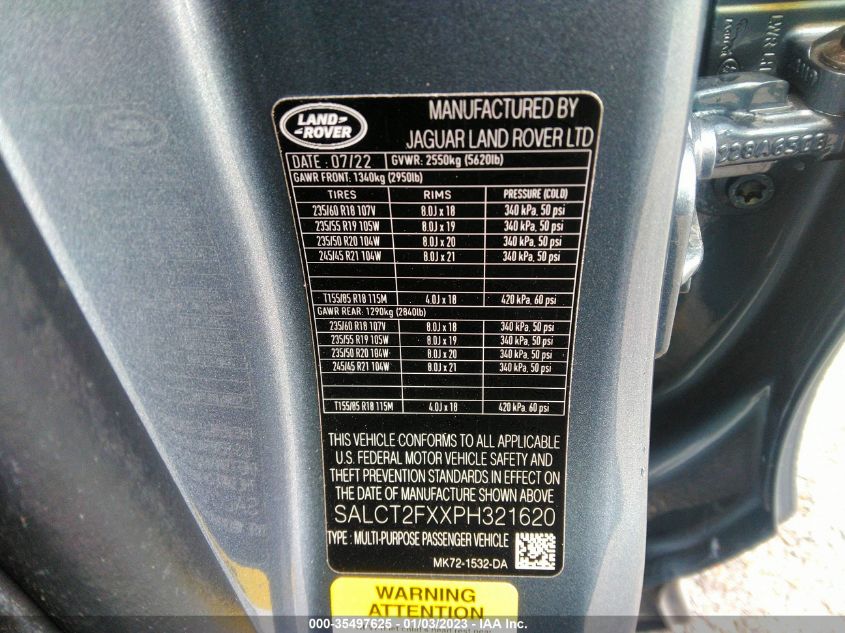 LAND ROVER
MANUFACTURED BY
JAGUAR LAND ROVER LTD
DATE : 07/22 GVWR: 2550kg (5620lb)
GAWR FRONT: 1340kg (2950lb)
TIRES RIMS PRESSURE (COLD)
235/60 R18 107V 8.0J x 18 340 kPa, 50 psi
235/55 R19 105W 8.0J x 19 340 kPa, 50 psi
235/50 R20 104W 8.0J x 20 340 kPa, 50 psi
245/45 R21 104W 8.0J x 21 340 kPa, 50 psi
T155/85 R18 115M 4.0J x 18 420 kPa, 60 psi
GAWR REAR: 1290kg (2840lb)
235/60 R18 107V 8.0J x 18 340 kPa, 50 psi
235/55 R19 105W 8.0J x 19 340 kPa, 50 psi
235/50 R20 104W 8.0J x 20 340 kPa, 50 psi
245/45 R21 104W 8.0J x 21 340 kPa, 50 psi
T155/85 R18 115M 4.0J x 18 420 kPa, 60 psi
THIS VEHICLE CONFORMS TO ALL APPLICABLE
U.S. FEDERAL MOTOR VEHICLE SAFETY AND
THEFT PREVENTION STANDARDS IN EFFECT ON
THE DATE OF MANUFACTURE SHOWN ABOVE
SALCT2FXXPH321620
TYPE : MULTI-PURPOSE PASSENGER VEHICLE
MK72-1532-DA
WARNING
ATTENTION
000-35497625 - 01/03/2023 - IAA Inc.